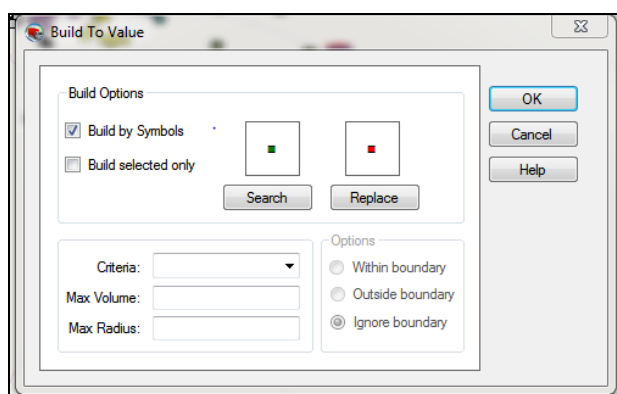 Build To Value
Build Options
Build by Symbols
Build selected only
Search
Replace
OK
Cancel
Help
Criteria:
Max Volume:
Max Radius:
Options
Within boundary
Outside boundary
Ignore boundary